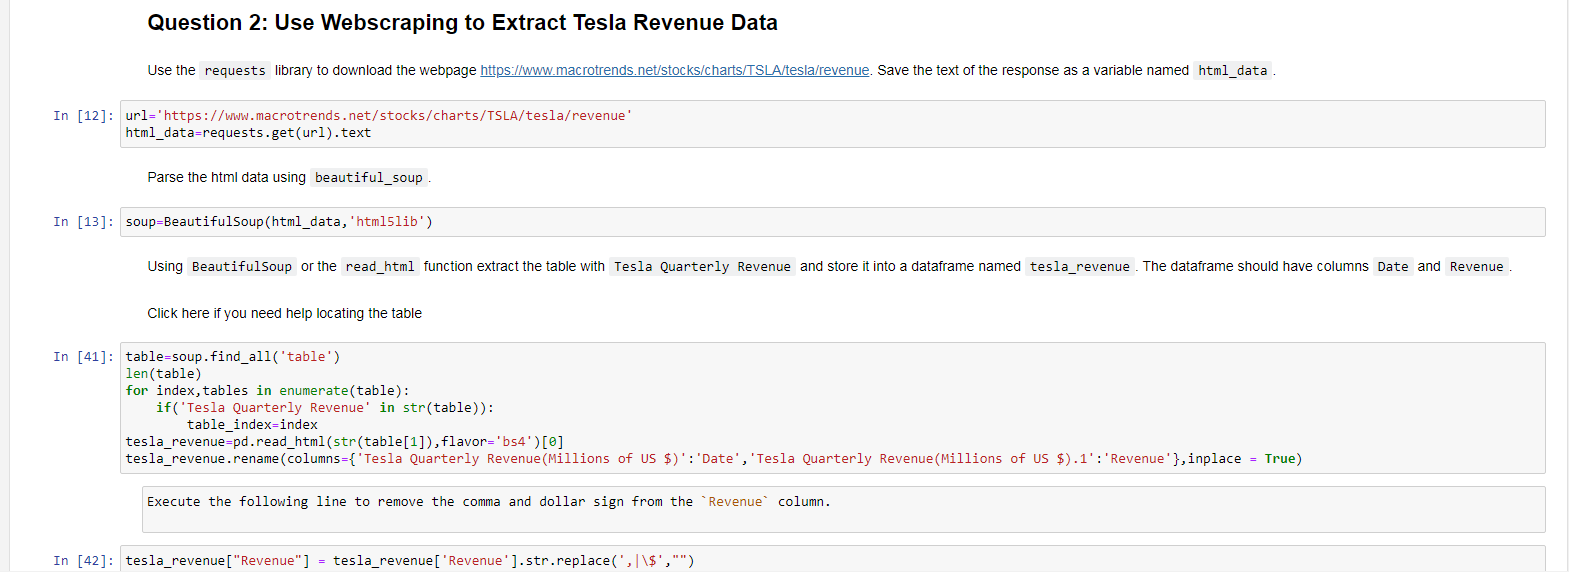 Question 2: Use Webscraping to Extract Tesla Revenue Data
Use the requests library to download the webpage https://www.macrotrends.net/stocks/charts/TSLA/tesla/revenue. Save the text of the response as a variable named html_data.
In [12]: url='https://www.macrotrends.net/stocks/charts/TSLA/tesla/revenue'
html_data=requests.get(url).text
Parse the html data using beautiful_soup.
In [13]: soup=BeautifulSoup(html_data,'html5lib')
Using BeautifulSoup or the read_html function extract the table with Tesla Quarterly Revenue and store it into a dataframe named tesla_revenue. The dataframe should have columns Date and Revenue.
Click here if you need help locating the table
In [41]: table=soup.find_all('table')
len(table)
for index,tables in enumerate(table):
    if('Tesla Quarterly Revenue' in str(table)):
        table_index=index
tesla_revenue=pd.read_html(str(table[1]),flavor='bs4')[0]
tesla_revenue.rename(columns={'Tesla Quarterly Revenue(Millions of US $)':'Date','Tesla Quarterly Revenue(Millions of US $).1':'Revenue'},inplace = True)
Execute the following line to remove the comma and dollar sign from the `Revenue` column.
In [42]: tesla_revenue["Revenue"] = tesla_revenue['Revenue'].str.replace(',|\$',"")